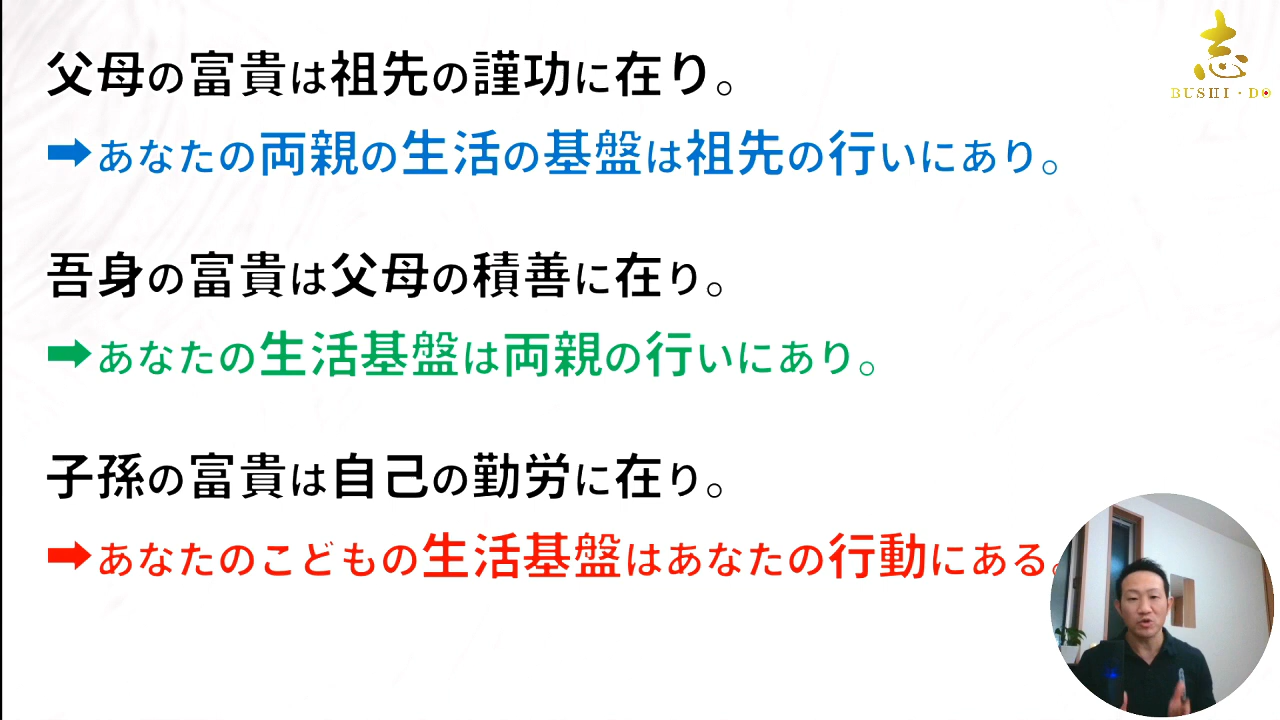 父母の富貴は祖先の謹功に在り。
➡あなたの両親の生活の基盤は祖先の行いにあり。
吾身の富貴は父母の積善に在り。
➡あなたの生活基盤は両親の行いにあり。
子孫の富貴は自己の勤労に在り。
➡あなたのこどもの生活基盤はあなたの行動にある。
志
BUSHI・DO